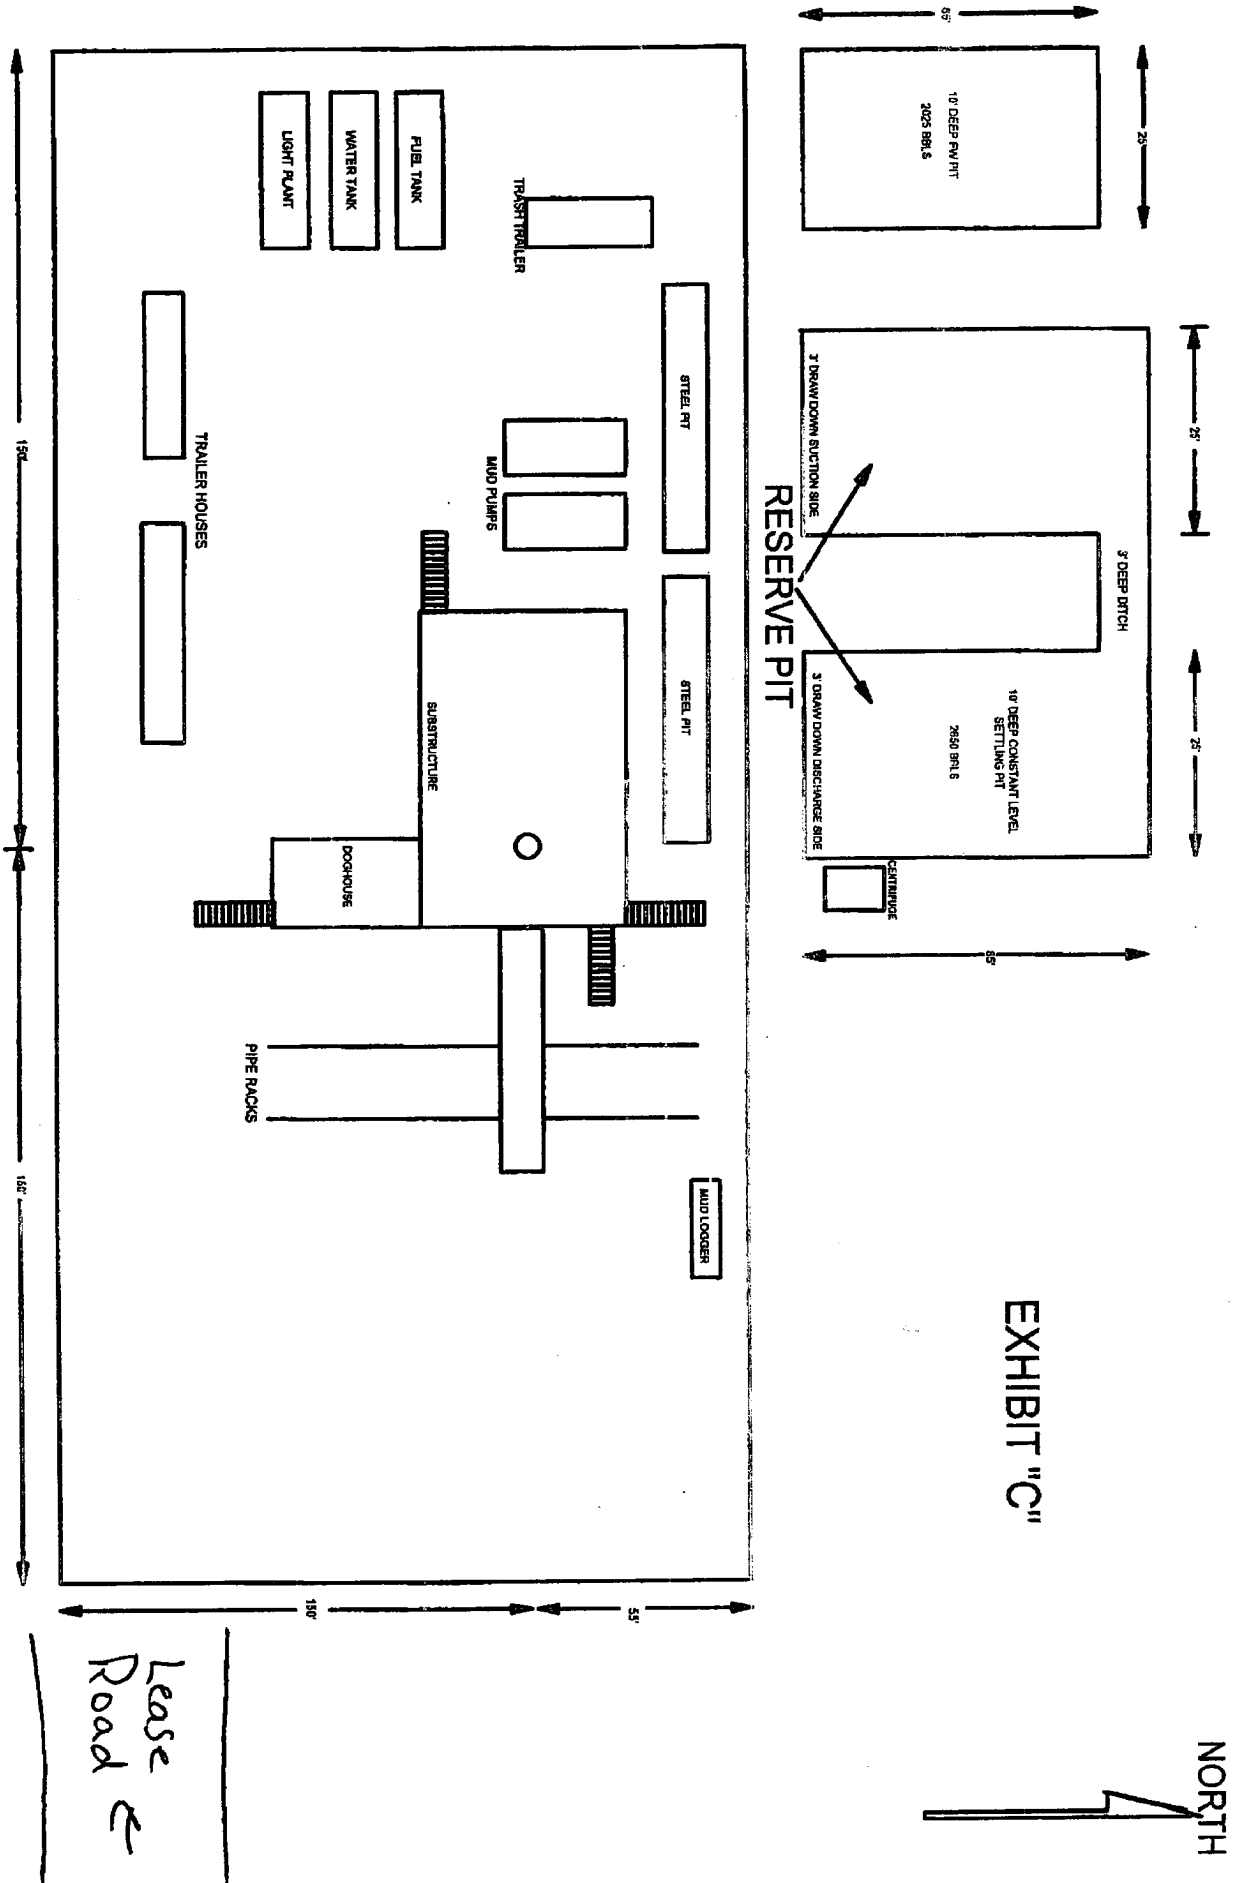 NORTH
EXHIBIT "C"
25'
25'
25'
3' DEEP DITCH
10' DEEP CONSTANT LEVEL
SETTLING PIT
2650 BBLS
10' DEEP FW PIT
2025 BBLS
CENTRIFUGE
3' DRAW DOWN SUCTION SIDE
3' DRAW DOWN DISCHARGE SIDE
RESERVE PIT
MUD LOGGER
STEEL PIT
STEEL PIT
55'
TRASH TRAILER
MUD PUMPS
FUEL TANK
SUBSTRUCTURE
WATER TANK
DOGHOUSE
LIGHT PLANT
PIPE RACKS
150'
TRAILER HOUSES
Lease
Road ←
150'
150'